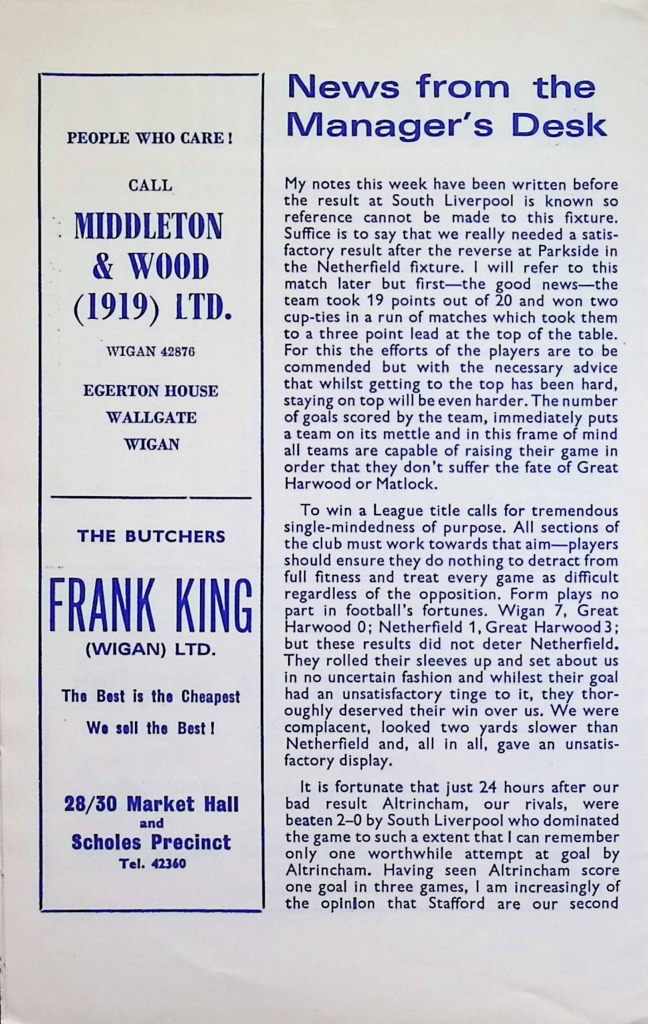 PEOPLE WHO CARE !
CALL
MIDDLETON
& WOOD
(1919) LTD.
WIGAN 42876
EGERTON HOUSE
WALLGATE
WIGAN
THE BUTCHERS
FRANK KING
(WIGAN) LTD.
The Best is the Cheapest
We sell the Best !
28/30 Market Hall
and
Scholes Precinct
Tel. 42360
News from the
Manager's Desk
My notes this week have been written before
the result at South Liverpool is known so
reference cannot be made to this fixture.
Suffice is to say that we really needed a satis-
factory result after the reverse at Parkside in
the Netherfield fixture. I will refer to this
match later but first—the good news—the
team took 19 points out of 20 and won two
cup-ties in a run of matches which took them
to a three point lead at the top of the table.
For this the efforts of the players are to be
commended but with the necessary advice
that whilst getting to the top has been hard,
staying on top will be even harder. The number
of goals scored by the team, immediately puts
a team on its mettle and in this frame of mind
all teams are capable of raising their game in
order that they don't suffer the fate of Great
Harwood or Matlock.
To win a League title calls for tremendous
single-mindedness of purpose. All sections of
the club must work towards that aim—players
should ensure they do nothing to detract from
full fitness and treat every game as difficult
regardless of the opposition. Form plays no
part in football's fortunes. Wigan 7, Great
Harwood 0; Netherfield 1, Great Harwood 3;
but these results did not deter Netherfield.
They rolled their sleeves up and set about us
in no uncertain fashion and whilest their goal
had an unsatisfactory tinge to it, they thor-
oughly deserved their win over us. We were
complacent, looked two yards slower than
Netherfield and, all in all, gave an unsatis-
factory display.
It is fortunate that just 24 hours after our
bad result Altrincham, our rivals, were
beaten 2–0 by South Liverpool who dominated
the game to such a extent that I can remember
only one worthwhile attempt at goal by
Altrincham. Having seen Altrincham score
one goal in three games, I am increasingly of
the opinion that Stafford are our second